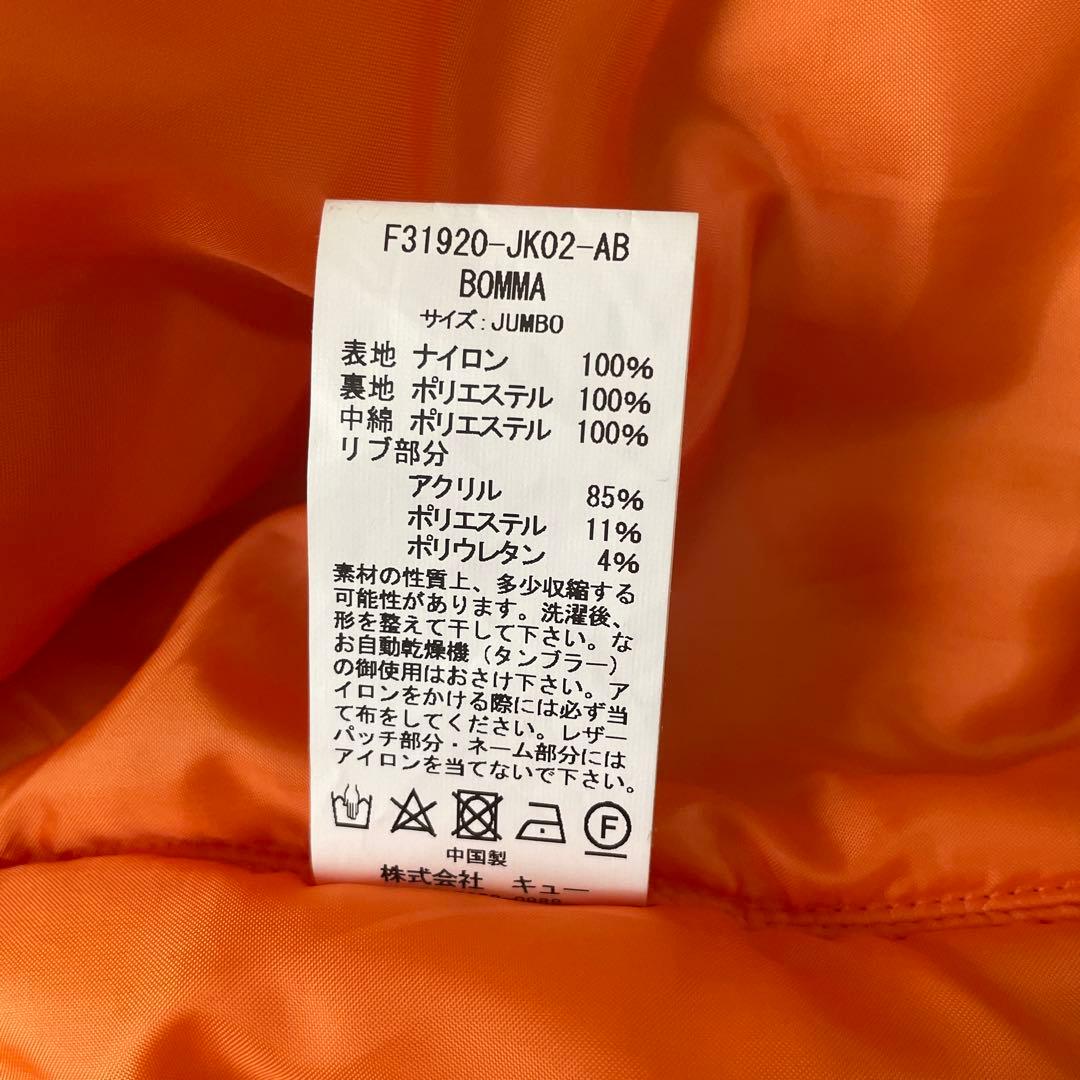 F31920-JK02-AB
BOMMA
サイズ:JUMBO
表地 ナイロン 100%
裏地 ポリエステル 100%
中綿 ポリエステル 100%
リブ部分
アクリル 85%
ポリエステル 11%
ポリウレタン 4%
素材の性質上、多少収縮する
可能性があります。洗濯後、
形を整えて干して下さい。な
お自動乾燥機(タンブラー)
の御使用はおさけ下さい。ア
イロンをかける際には必ず当
て布をしてください。レザー
パッチ部分・ネーム部分には
アイロンを当てないで下さい。
F
中国製
株式会社 キュー